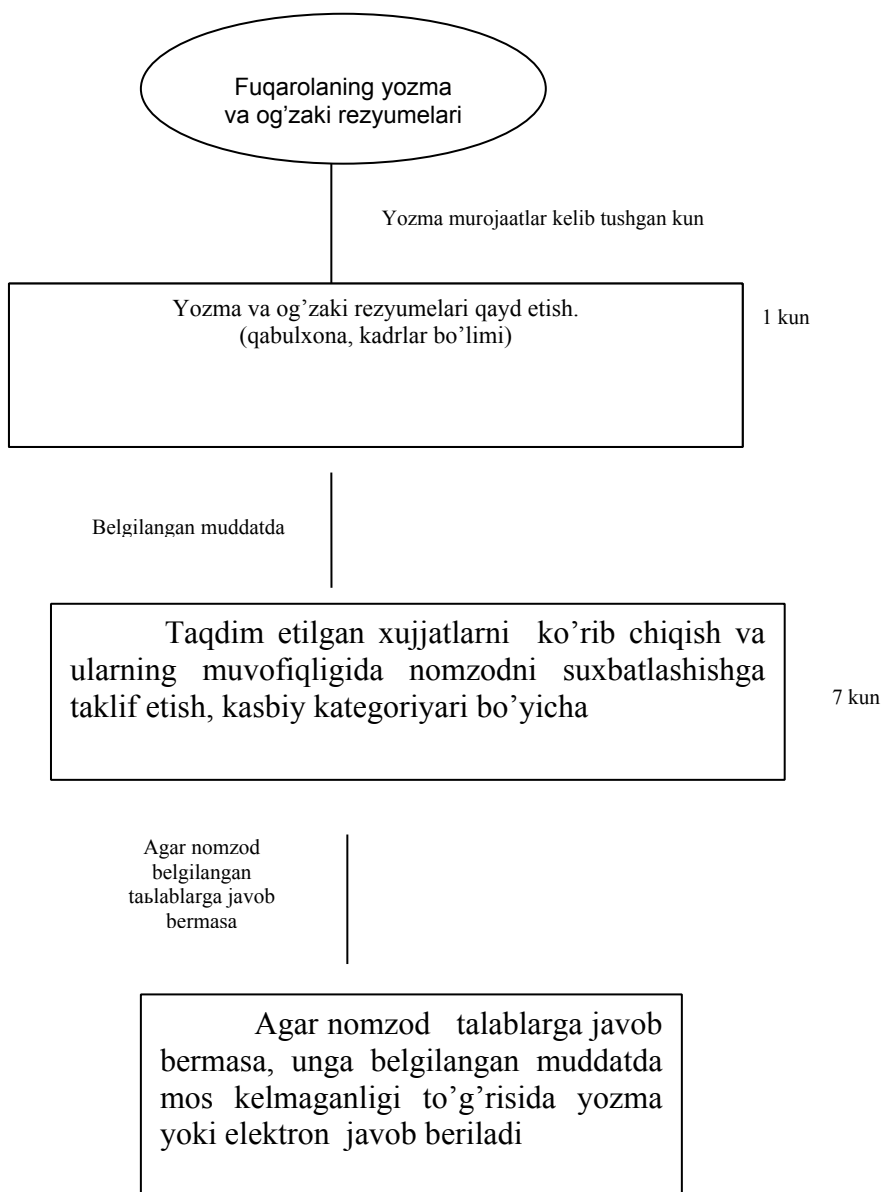 Fuqarolaning yozma
va og’zaki rezyumelari
Yozma murojaatlar kelib tushgan kun
Yozma va og’zaki rezyumelari qayd etish.
(qabulxona, kadrlar bo’limi)
1 kun
Belgilangan muddatda
Taqdim etilgan xujjatlarni ko’rib chiqish va
ularning muvofiqligida nomzodni suxbatlashishga
taklif etish, kasbiy kategoriyari bo’yicha
7 kun
Agar nomzod
belgilangan
taьlablarga javob
bermasa
Agar nomzod talablarga javob
bermasa, unga belgilangan muddatda
mos kelmaganligi to’g’risida yozma
yoki elektron javob beriladi